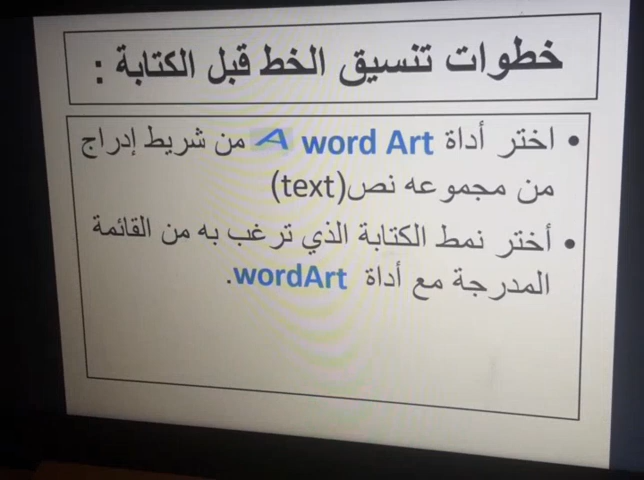 خطوات تنسيق الخط قبل الكتابة :
• اختر أداة word Art A من شريط إدراج
من مجموعه نص(text)
• أختر نمط الكتابة الذي ترغب به من القائمة
المدرجة مع أداة wordArt.